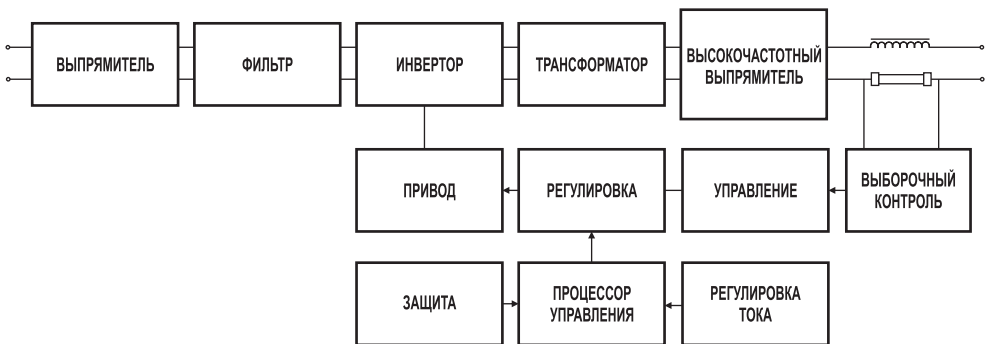 ВЫПРЯМИТЕЛЬ
ФИЛЬТР
ИНВЕРТОР
ТРАНСФОРМАТОР
ВЫСОКОЧАСТОТНЫЙ
ВЫПРЯМИТЕЛЬ
ПРИВОД
РЕГУЛИРОВКА
УПРАВЛЕНИЕ
ВЫБОРОЧНЫЙ
КОНТРОЛЬ
ЗАЩИТА
ПРОЦЕССОР
УПРАВЛЕНИЯ
РЕГУЛИРОВКА
ТОКА